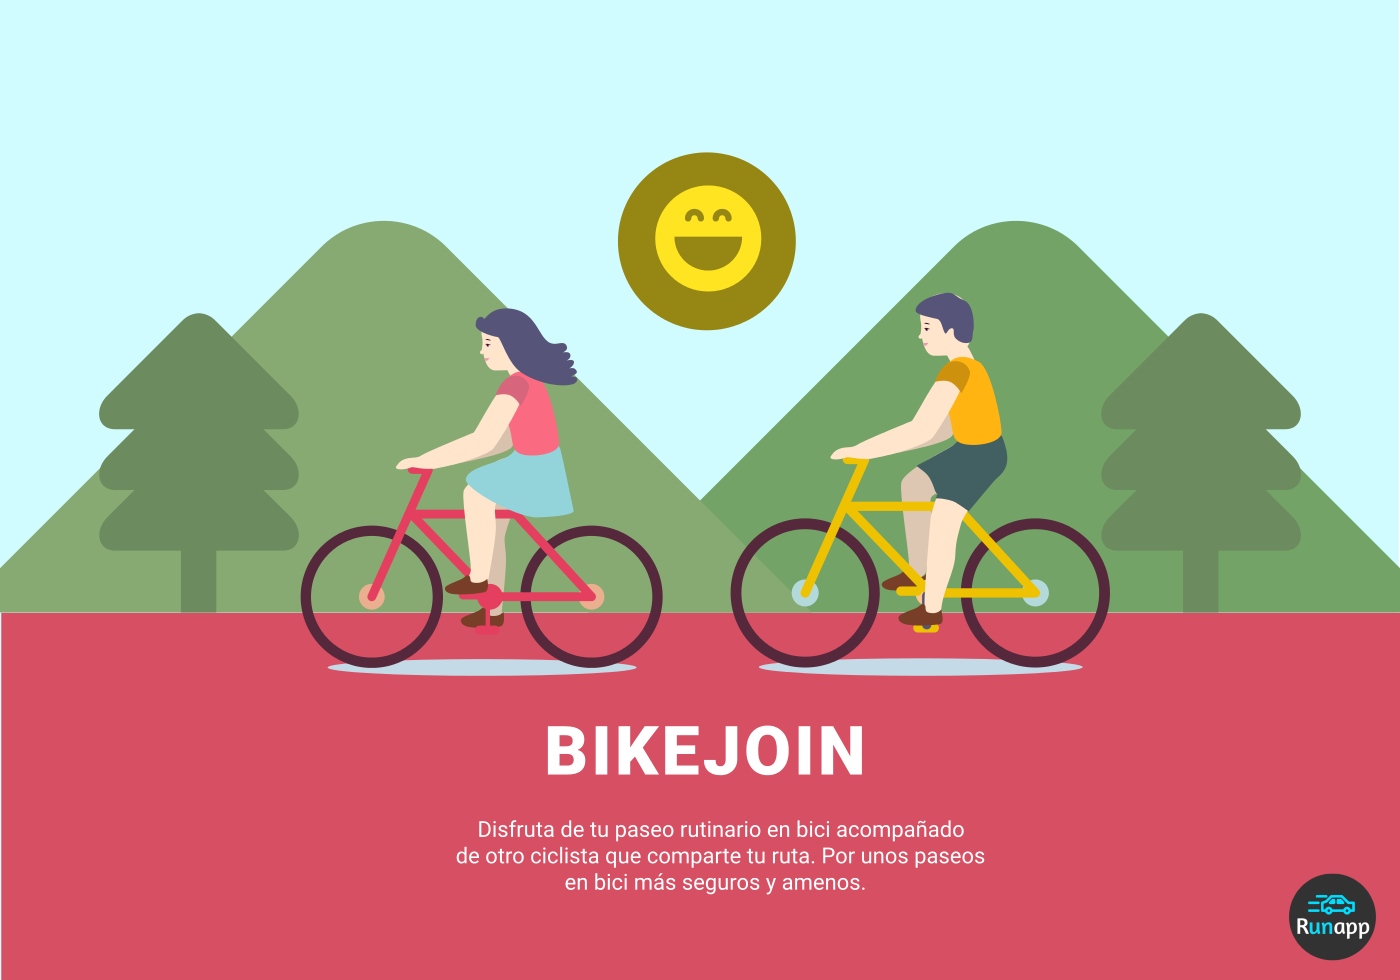 BIKEJOIN
Disfruta de tu paseo rutinario en bici acompañado
de otro ciclista que comparte tu ruta. Por unos paseos
en bici más seguros y amenos.
Runapp